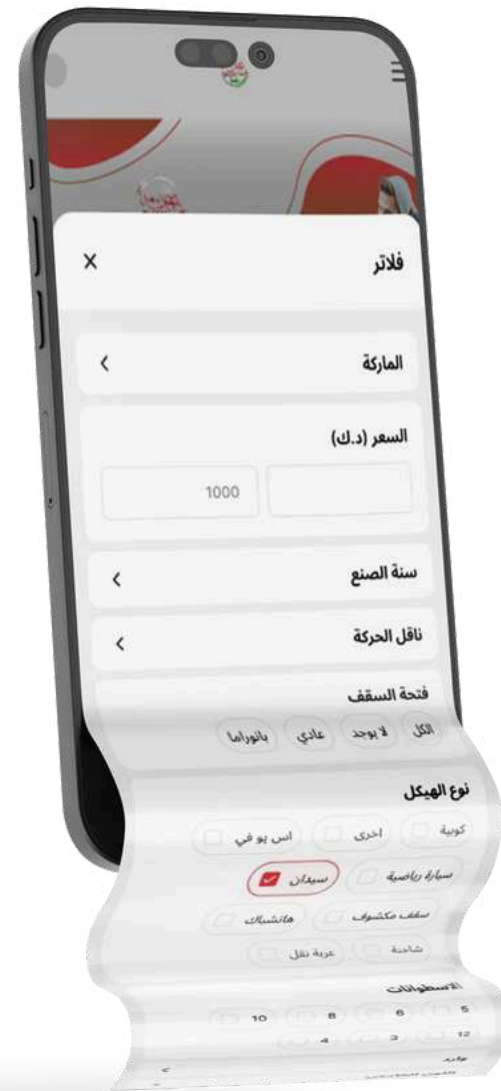 فلاتر ×
الماركة
السعر (د.ك)
1000
سنة الصنع
ناقل الحركة
فتحة السقف
الكل لا يوجد عادي بانوراما
نوع الهيكل
كوبية اخرى اس يو في
سيارة رياضية سيدان
سقف مكشوف هاتشباك
شاحنة عربة نقل
الاسطوانات
5 6 8 10
12 3 4